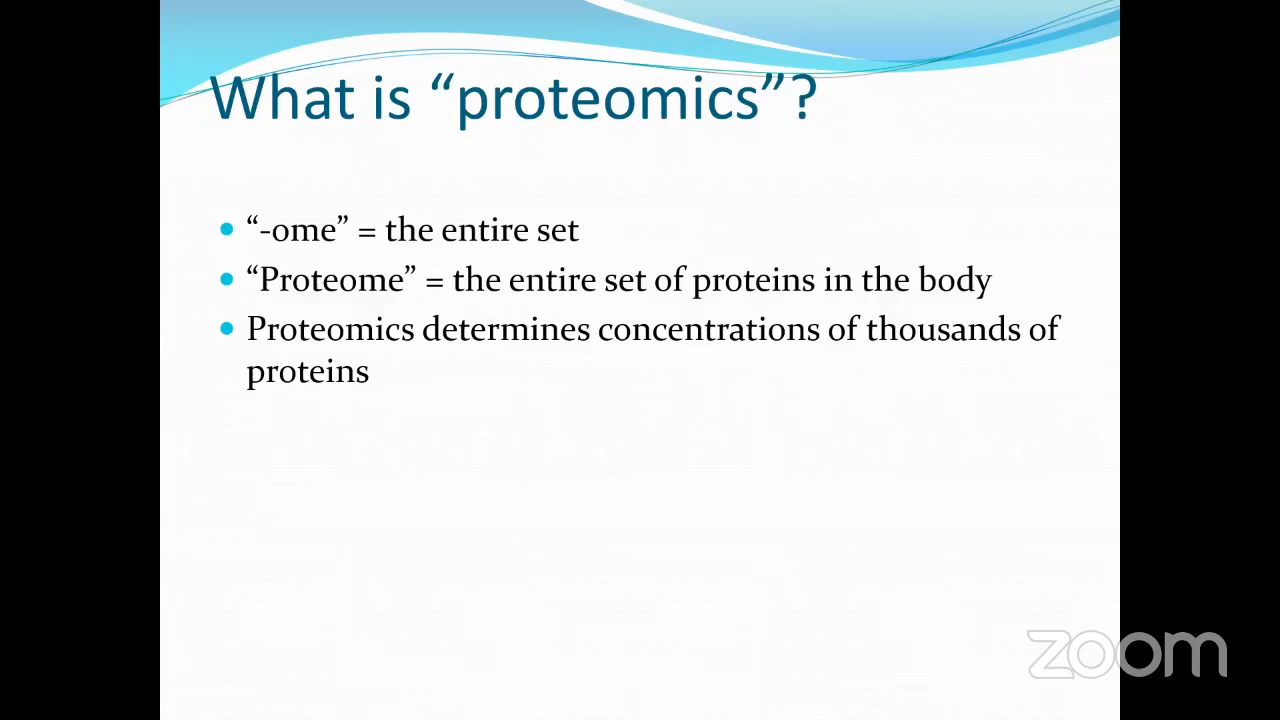 What is “proteomics”?
“-ome” = the entire set
“Proteome” = the entire set of proteins in the body
Proteomics determines concentrations of thousands of
proteins
zoom